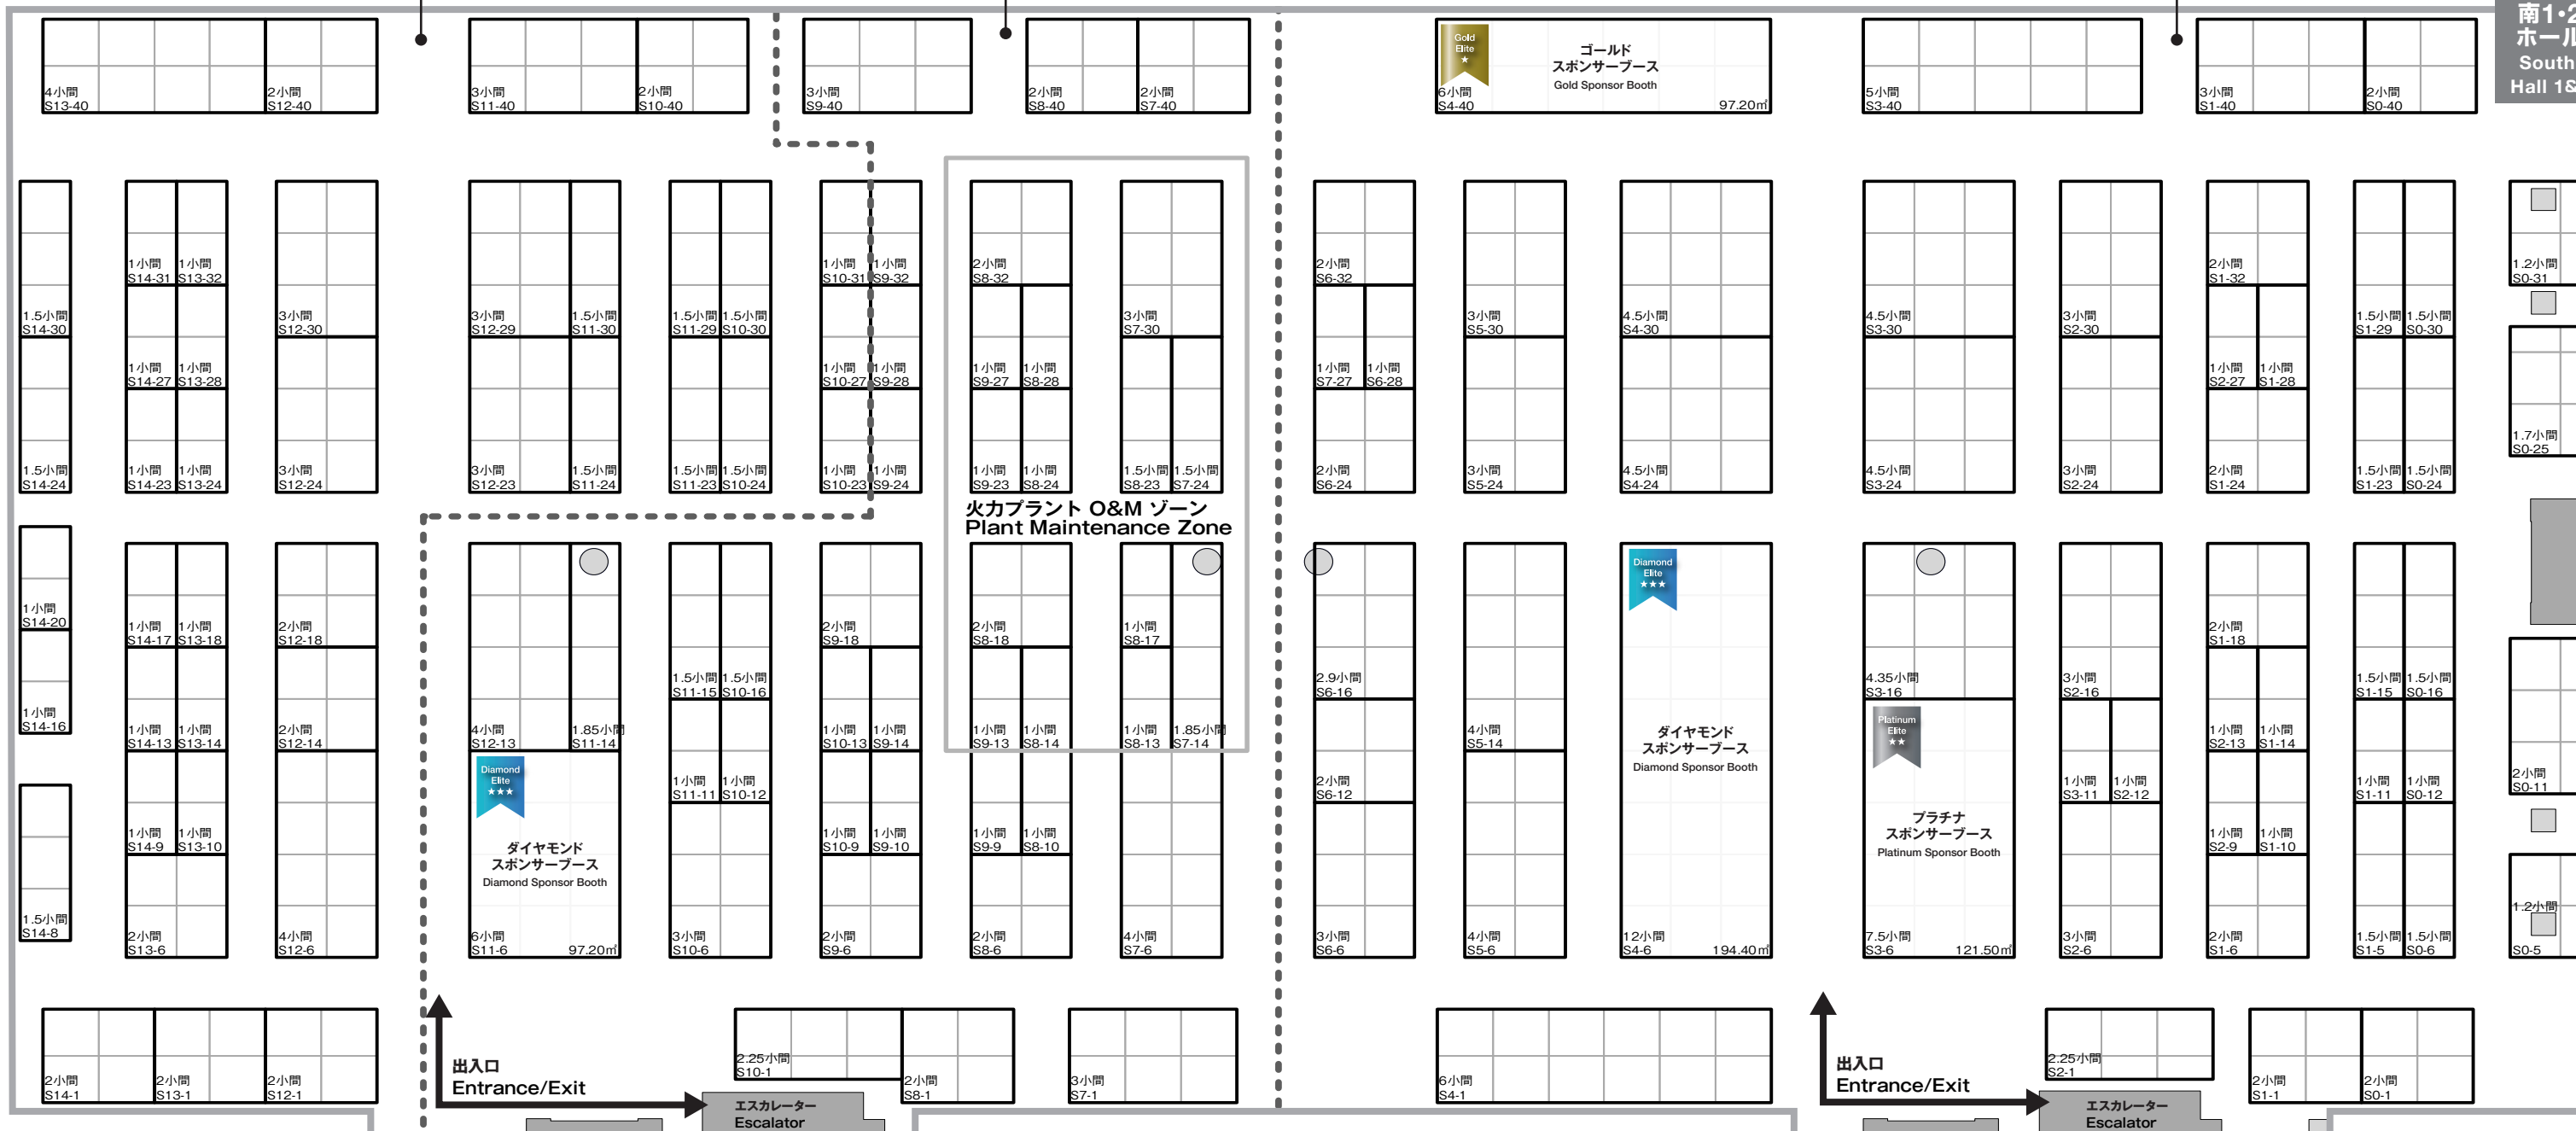 南1・2
ホール
South
Hall 1&
4小間
S13-40
2小間
S12-40
3小間
S11-40
2小間
S10-40
3小間
S9-40
2小間
S8-40
2小間
S7-40
Gold
Elite
★
ゴールド
スポンサーブース
Gold Sponsor Booth
6小間
S4-40
97.20㎡
5小間
S3-40
3小間
S1-40
2小間
S0-40
1小間
S14-31
1小間
S13-32
1小間
S10-31
1小間
S9-32
2小間
S8-32
2小間
S6-32
2小間
S1-32
1.2小間
S0-31
1.5小間
S14-30
3小間
S12-30
3小間
S12-29
1.5小間
S11-30
1.5小間
S11-29
1.5小間
S10-30
3小間
S7-30
3小間
S5-30
4.5小間
S4-30
4.5小間
S3-30
3小間
S2-30
1.5小間
S1-29
1.5小間
S0-30
1小間
S14-27
1小間
S13-28
1小間
S10-27
1小間
S9-28
1小間
S9-27
1小間
S8-28
1小間
S7-27
1小間
S6-28
1小間
S2-27
1小間
S1-28
1.7小間
S0-25
1.5小間
S14-24
1小間
S14-23
1小間
S13-24
3小間
S12-24
3小間
S12-23
1.5小間
S11-24
1.5小間
S11-23
1.5小間
S10-24
1小間
S10-23
1小間
S9-24
1小間
S9-23
1小間
S8-24
1.5小間
S8-23
1.5小間
S7-24
2小間
S6-24
3小間
S5-24
4.5小間
S4-24
4.5小間
S3-24
3小間
S2-24
2小間
S1-24
1.5小間
S1-23
1.5小間
S0-24
火力プラント O&M ゾーン
Plant Maintenance Zone
1小間
S14-20
1小間
S14-17
1小間
S13-18
2小間
S12-18
2小間
S9-18
2小間
S8-18
1小間
S8-17
Diamond
Elite
★★★
2小間
S1-18
1.5小間
S11-15
1.5小間
S10-16
2.9小間
S6-16
4.35小間
S3-16
3小間
S2-16
1.5小間
S1-15
1.5小間
S0-16
1小間
S14-16
1小間
S14-13
1小間
S13-14
2小間
S12-14
4小間
S12-13
1.85小間
S11-14
1小間
S10-13
1小間
S9-14
1小間
S9-13
1小間
S8-14
1小間
S8-13
1.85小間
S7-14
4小間
S5-14
ダイヤモンド
スポンサーブース
Diamond Sponsor Booth
Platinum
Elite
★★
1小間
S2-13
1小間
S1-14
Diamond
Elite
★★★
1小間
S11-11
1小間
S10-12
2小間
S6-12
1小間
S3-11
1小間
S2-12
1小間
S1-11
1小間
S0-12
2小間
S0-11
1小間
S14-9
1小間
S13-10
ダイヤモンド
スポンサーブース
Diamond Sponsor Booth
1小間
S10-9
1小間
S9-10
1小間
S9-9
1小間
S8-10
プラチナ
スポンサーブース
Platinum Sponsor Booth
1小間
S2-9
1小間
S1-10
1.5小間
S14-8
2小間
S13-6
4小間
S12-6
6小間
S11-6
97.20㎡
3小間
S10-6
2小間
S9-6
2小間
S8-6
4小間
S7-6
3小間
S6-6
4小間
S5-6
12小間
S4-6
194.40㎡
7.5小間
S3-6
121.50㎡
3小間
S2-6
2小間
S1-6
1.5小間
S1-5
1.5小間
S0-6
1.2小間
S0-5
2小間
S14-1
2小間
S13-1
2小間
S12-1
出入口
Entrance/Exit
2.25小間
S10-1
2小間
S8-1
3小間
S7-1
6小間
S4-1
出入口
Entrance/Exit
2.25小間
S2-1
2小間
S1-1
2小間
S0-1
エスカレーター
Escalator
エスカレーター
Escalator